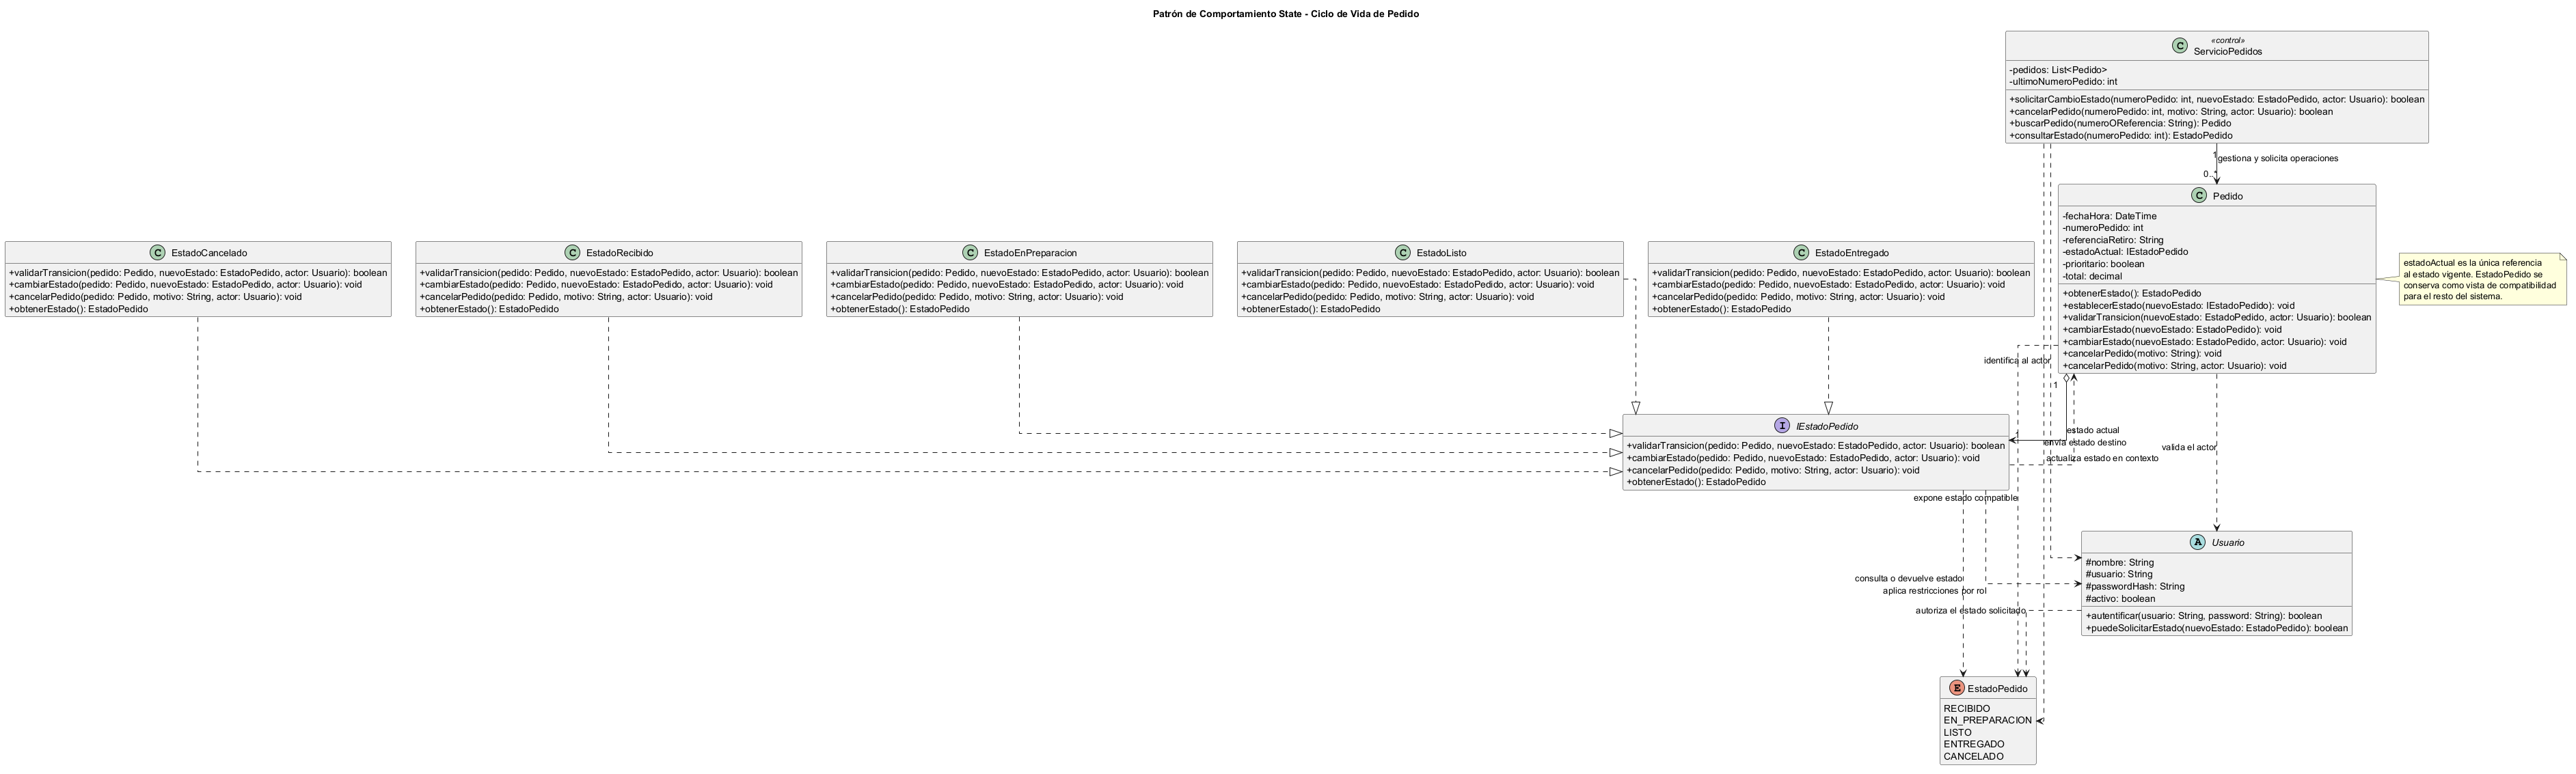 Patrón de Comportamiento State - Ciclo de Vida de Pedido
C
«control»
ServicioPedidos
-pedidos: List<Pedido>
-ultimoNumeroPedido: int
+solicitarCambioEstado(numeroPedido: int, nuevoEstado: EstadoPedido, actor: Usuario): boolean
+cancelarPedido(numeroPedido: int, motivo: String, actor: Usuario): boolean
+buscarPedido(numeroOReferencia: String): Pedido
+consultarEstado(numeroPedido: int): EstadoPedido
1
gestiona y solicita operaciones
0..*
C Pedido
-fechaHora: DateTime
-numeroPedido: int
-referenciaRetiro: String
-estadoActual: IEstadoPedido
-prioritario: boolean
-total: decimal
+obtenerEstado(): EstadoPedido
+establecerEstado(nuevoEstado: IEstadoPedido): void
+validarTransicion(nuevoEstado: EstadoPedido, actor: Usuario): boolean
+cambiarEstado(nuevoEstado: EstadoPedido): void
+cambiarEstado(nuevoEstado: EstadoPedido, actor: Usuario): void
+cancelarPedido(motivo: String): void
+cancelarPedido(motivo: String, actor: Usuario): void
estadoActual es la única referencia
al estado vigente. EstadoPedido se
conserva como vista de compatibilidad
para el resto del sistema.
C EstadoCancelado
+validarTransicion(pedido: Pedido, nuevoEstado: EstadoPedido, actor: Usuario): boolean
+cambiarEstado(pedido: Pedido, nuevoEstado: EstadoPedido, actor: Usuario): void
+cancelarPedido(pedido: Pedido, motivo: String, actor: Usuario): void
+obtenerEstado(): EstadoPedido
C EstadoRecibido
+validarTransicion(pedido: Pedido, nuevoEstado: EstadoPedido, actor: Usuario): boolean
+cambiarEstado(pedido: Pedido, nuevoEstado: EstadoPedido, actor: Usuario): void
+cancelarPedido(pedido: Pedido, motivo: String, actor: Usuario): void
+obtenerEstado(): EstadoPedido
C EstadoEnPreparacion
+validarTransicion(pedido: Pedido, nuevoEstado: EstadoPedido, actor: Usuario): boolean
+cambiarEstado(pedido: Pedido, nuevoEstado: EstadoPedido, actor: Usuario): void
+cancelarPedido(pedido: Pedido, motivo: String, actor: Usuario): void
+obtenerEstado(): EstadoPedido
C EstadoListo
+validarTransicion(pedido: Pedido, nuevoEstado: EstadoPedido, actor: Usuario): boolean
+cambiarEstado(pedido: Pedido, nuevoEstado: EstadoPedido, actor: Usuario): void
+cancelarPedido(pedido: Pedido, motivo: String, actor: Usuario): void
+obtenerEstado(): EstadoPedido
C EstadoEntregado
+validarTransicion(pedido: Pedido, nuevoEstado: EstadoPedido, actor: Usuario): boolean
+cambiarEstado(pedido: Pedido, nuevoEstado: EstadoPedido, actor: Usuario): void
+cancelarPedido(pedido: Pedido, motivo: String, actor: Usuario): void
+obtenerEstado(): EstadoPedido
identifica al actor
1
I IEstadoPedido
+validarTransicion(pedido: Pedido, nuevoEstado: EstadoPedido, actor: Usuario): boolean
+cambiarEstado(pedido: Pedido, nuevoEstado: EstadoPedido, actor: Usuario): void
+cancelarPedido(pedido: Pedido, motivo: String, actor: Usuario): void
+obtenerEstado(): EstadoPedido
1
estado actual
envía estado destino
valida el actor
actualiza estado en contexto
expone estado compatible
A Usuario
#nombre: String
#usuario: String
#passwordHash: String
#activo: boolean
+autentificar(usuario: String, password: String): boolean
+puedeSolicitarEstado(nuevoEstado: EstadoPedido): boolean
consulta o devuelve estado
aplica restricciones por rol
autoriza el estado solicitado
E EstadoPedido
RECIBIDO
EN_PREPARACION
LISTO
ENTREGADO
CANCELADO